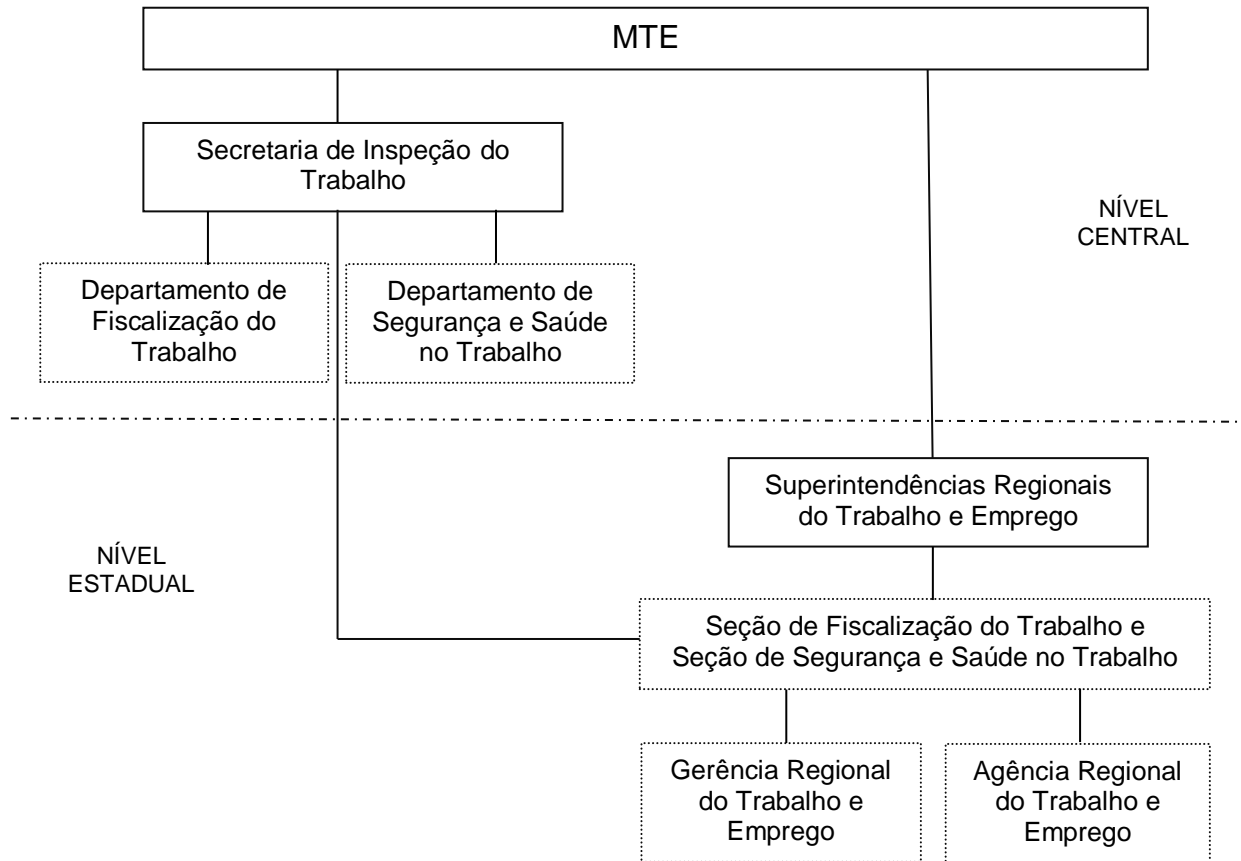 MTE
Secretaria de Inspeção do
Trabalho
NÍVEL
CENTRAL
Departamento de
Fiscalização do
Trabalho
Departamento de
Segurança e Saúde
no Trabalho
Superintendências Regionais
do Trabalho e Emprego
NÍVEL
ESTADUAL
Seção de Fiscalização do Trabalho e
Seção de Segurança e Saúde no Trabalho
Gerência Regional
do Trabalho e
Emprego
Agência Regional
do Trabalho e
Emprego